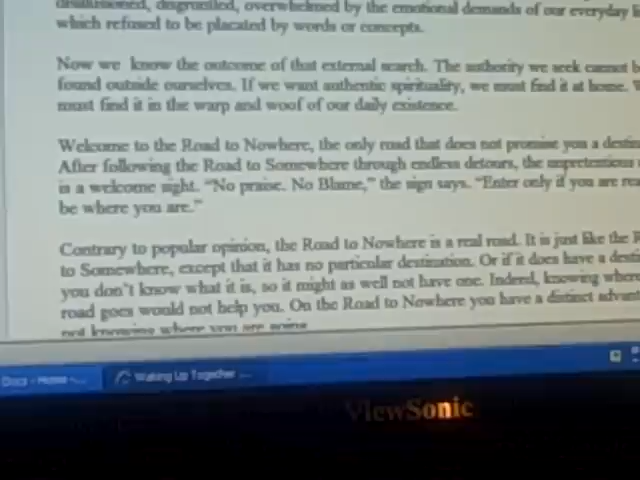 disillusioned, disgruntled, overwhelmed by the emotional demands of our everyday li
which refused to be placated by words or concepts.
Now we know the outcome of that external search. The authority we seek cannot b
found outside ourselves. If we want authentic spirituality, we must find it at home. W
must find it in the warp and woof of our daily existence.
Welcome to the Road to Nowhere, the only road that does not promise you a destin
After following the Road to Somewhere through endless detours, the unpretentious
is a welcome sight. “No praise. No Blame,” the sign says. “Enter only if you are rea
be where you are.”
Contrary to popular opinion, the Road to Nowhere is a real road. It is just like the R
to Somewhere, except that it has no particular destination. Or if it does have a desti
you don’t know what it is, so it might as well not have one. Indeed, knowing where
road goes would not help you. On the Road to Nowhere you have a distinct advant
not knowing where you are going
Docs - Home -...
Waking Up Together ...
ViewSonic